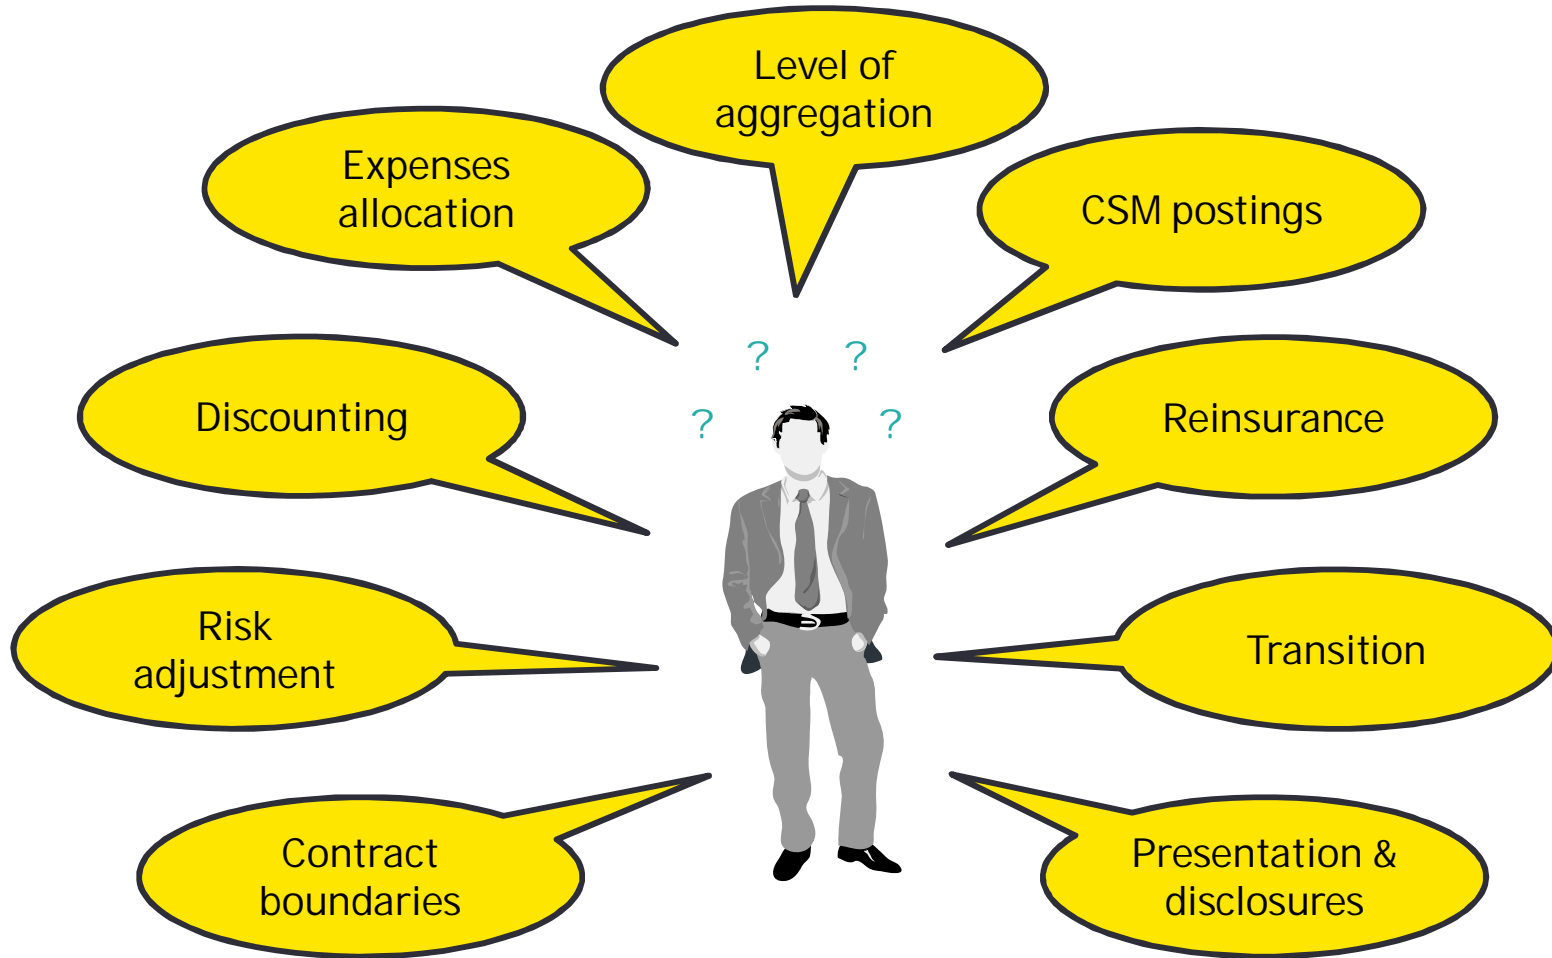 Level of
aggregation
Expenses
allocation
CSM postings
? ?
Discounting
? ?
Reinsurance
Risk
adjustment
Transition
Contract
boundaries
Presentation &
disclosures